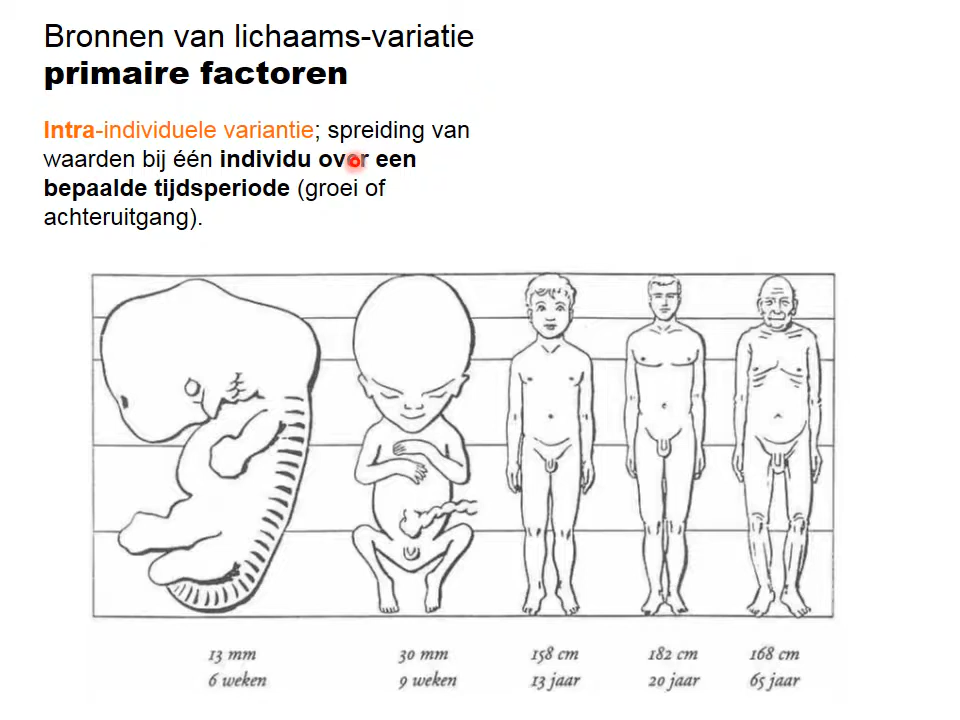 Bronnen van lichaams-variatie
primaire factoren
Intra-individuele variantie; spreiding van
waarden bij één individu over een
bepaalde tijdsperiode (groei of
achteruitgang).
13 mm 30 mm 158 cm 182 cm 168 cm
6 weken 9 weken 13 jaar 20 jaar 65 jaar